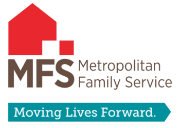 MFS Metropolitan
Family Service
Moving Lives Forward.